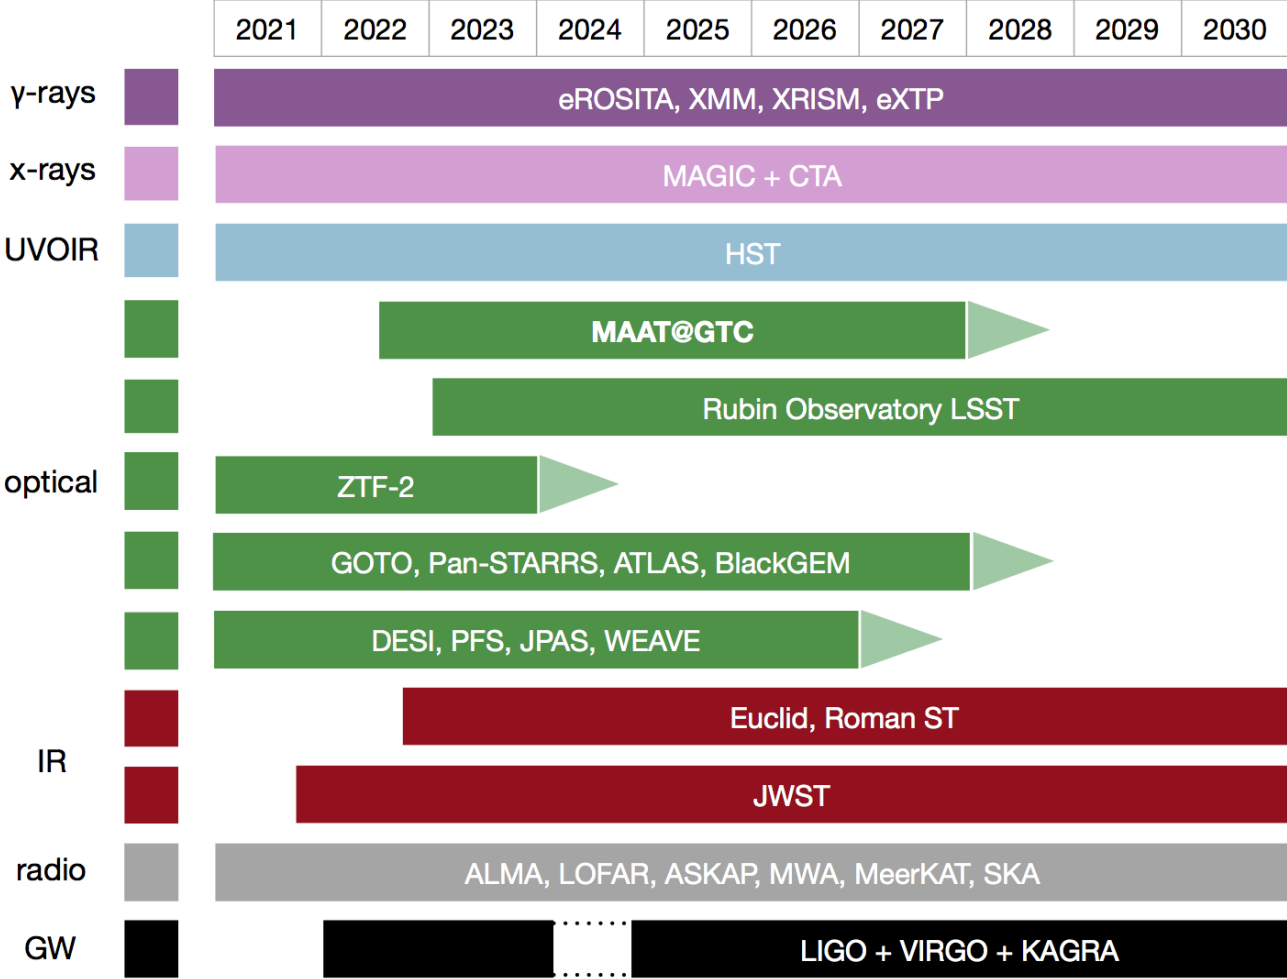 2021 2022 2023 2024 2025 2026 2027 2028 2029 2030
γ-rays eROSITA, XMM, XRISM, eXTP
x-rays MAGIC + CTA
UVOIR HST
MAAT@GTC
Rubin Observatory LSST
optical ZTF-2
GOTO, Pan-STARRS, ATLAS, BlackGEM
DESI, PFS, JPAS, WEAVE
Euclid, Roman ST
IR
JWST
radio ALMA, LOFAR, ASKAP, MWA, MeerKAT, SKA
GW LIGO + VIRGO + KAGRA